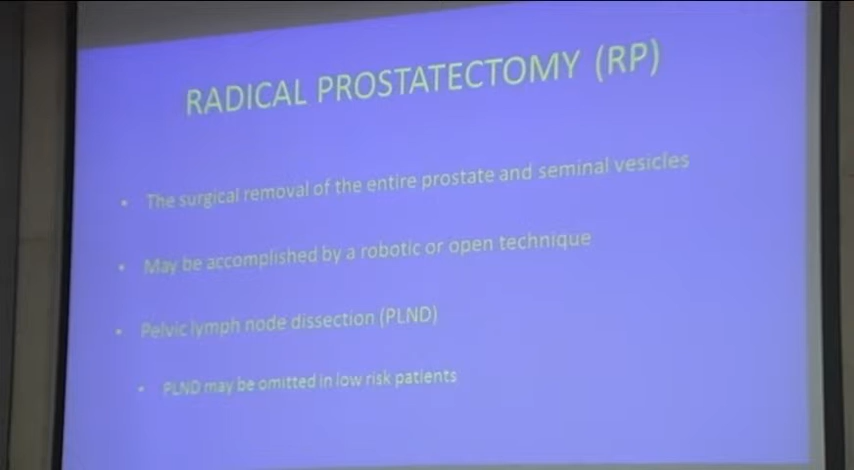 RADICAL PROSTATECTOMY (RP)
• The surgical removal of the entire prostate and seminal vesicles
• May be accomplished by a robotic or open technique
• Pelvic lymph node dissection (PLND)
• PLND may be omitted in low risk patients